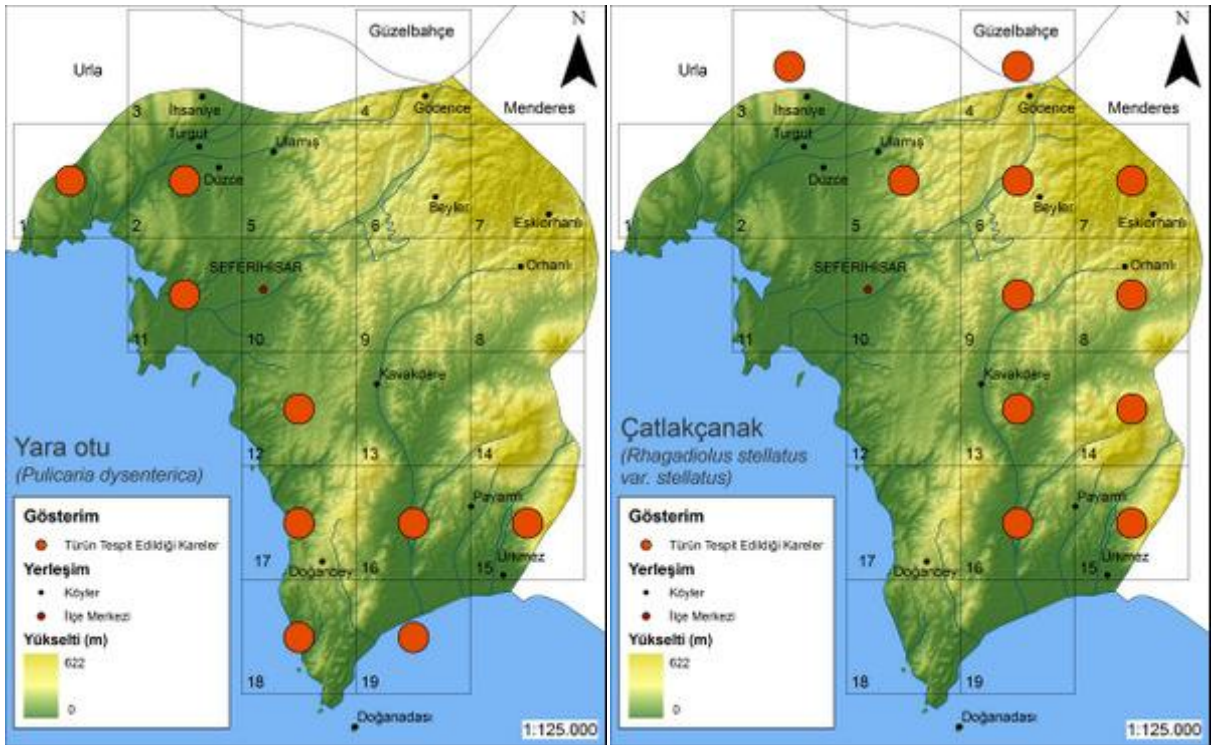 Güzelbahçe
N
Urla
3
4
İhsaniye
Gödence
Menderes
Turgut
Ulamış
Düzce
Beyler
Eskiorhanlı
1
2
5
6
7
SEFERİHİSAR
Orhanlı
11
10
9
8
Kavakdere
Yara otu
(Pulicaria dysenterica)
12
13
14
Payamlı
Gösterim
Türün Tespit Edildiği Kareler
Yerleşim
Köyler
İlçe Merkezi
Yükselti (m)
622
0
17
Doğanbey
16
15
Ürkmez
18
19
Doğanadası
1:125.000
Güzelbahçe
N
Urla
3
4
İhsaniye
Gödence
Menderes
Turgut
Ulamış
Düzce
Beyler
Eskiorhanlı
1
2
5
6
7
SEFERİHİSAR
Orhanlı
11
10
9
8
Kavakdere
Çatlakçanak
(Rhagadiolus stellatus
var. stellatus)
12
13
14
Payamlı
Gösterim
Türün Tespit Edildiği Kareler
Yerleşim
Köyler
İlçe Merkezi
Yükselti (m)
622
0
17
Doğanbey
16
15
Ürkmez
18
19
Doğanadası
1:125.000